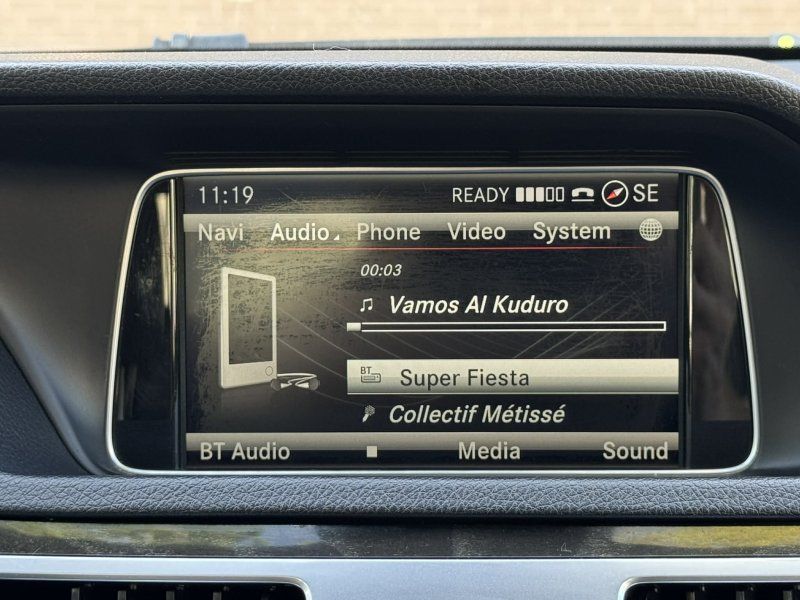 11:19 READY SE
Navi Audio Phone Video System
00:03
Vamos Al Kuduro
BT Super Fiesta
Collectif Métissé
BT Audio Media Sound